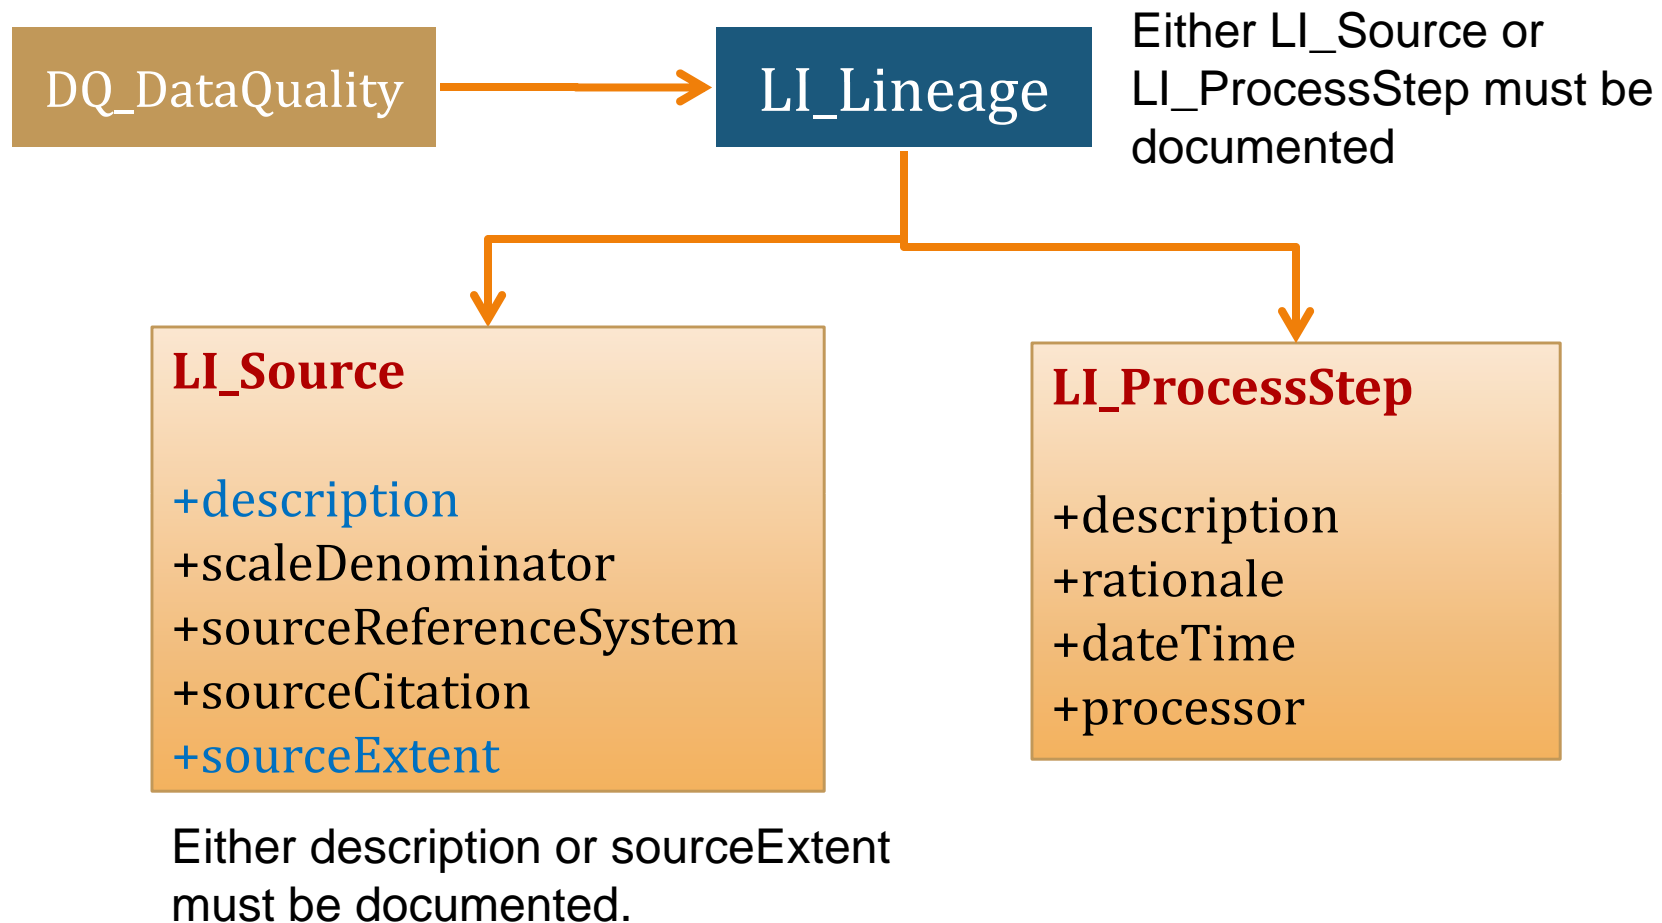 DQ_DataQuality
LI_Lineage
Either LI_Source or
LI_ProcessStep must be
documented
LI_Source
+description
+scaleDenominator
+sourceReferenceSystem
+sourceCitation
+sourceExtent
Either description or sourceExtent
must be documented.
LI_ProcessStep
+description
+rationale
+dateTime
+processor